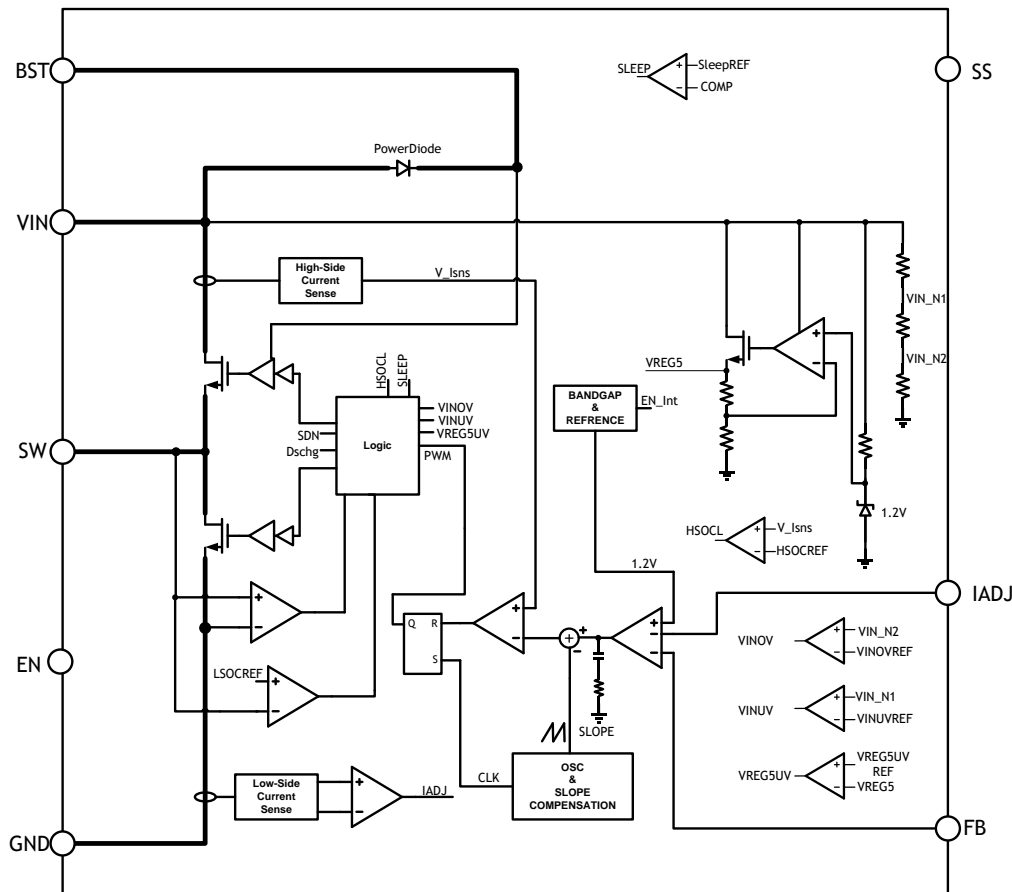 BST
SLEEP
+
SleepREF
-
COMP
SS
PowerDiode
VIN
High-Side
Current
Sense
V_Isns
VIN_N1
VIN_N2
+
-
VREG5
HSOCL
SLEEP
BANDGAP
&
REFRENCE
EN_Int
VINOV
VINUV
VREG5UV
SDN
Dschg
Logic
PWM
SW
1.2V
HSOCL
+
V_Isns
-
HSOCREF
1.2V
+
-
Q
R
S
+
-
+
-
+
-
-
IADJ
VINOV
+
VIN_N2
-
VINOVREF
EN
LSOCREF
+
-
SLOPE
VINUV
+
VIN_N1
-
VINUVREF
OSC
&
SLOPE
COMPENSATION
CLK
VREG5UV
+
VREG5UV
REF
-
VREG5
Low-Side
Current
Sense
+
-
IADJ
GND
FB